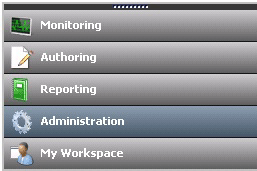 Monitoring
Authoring
Reporting
Administration
My Workspace